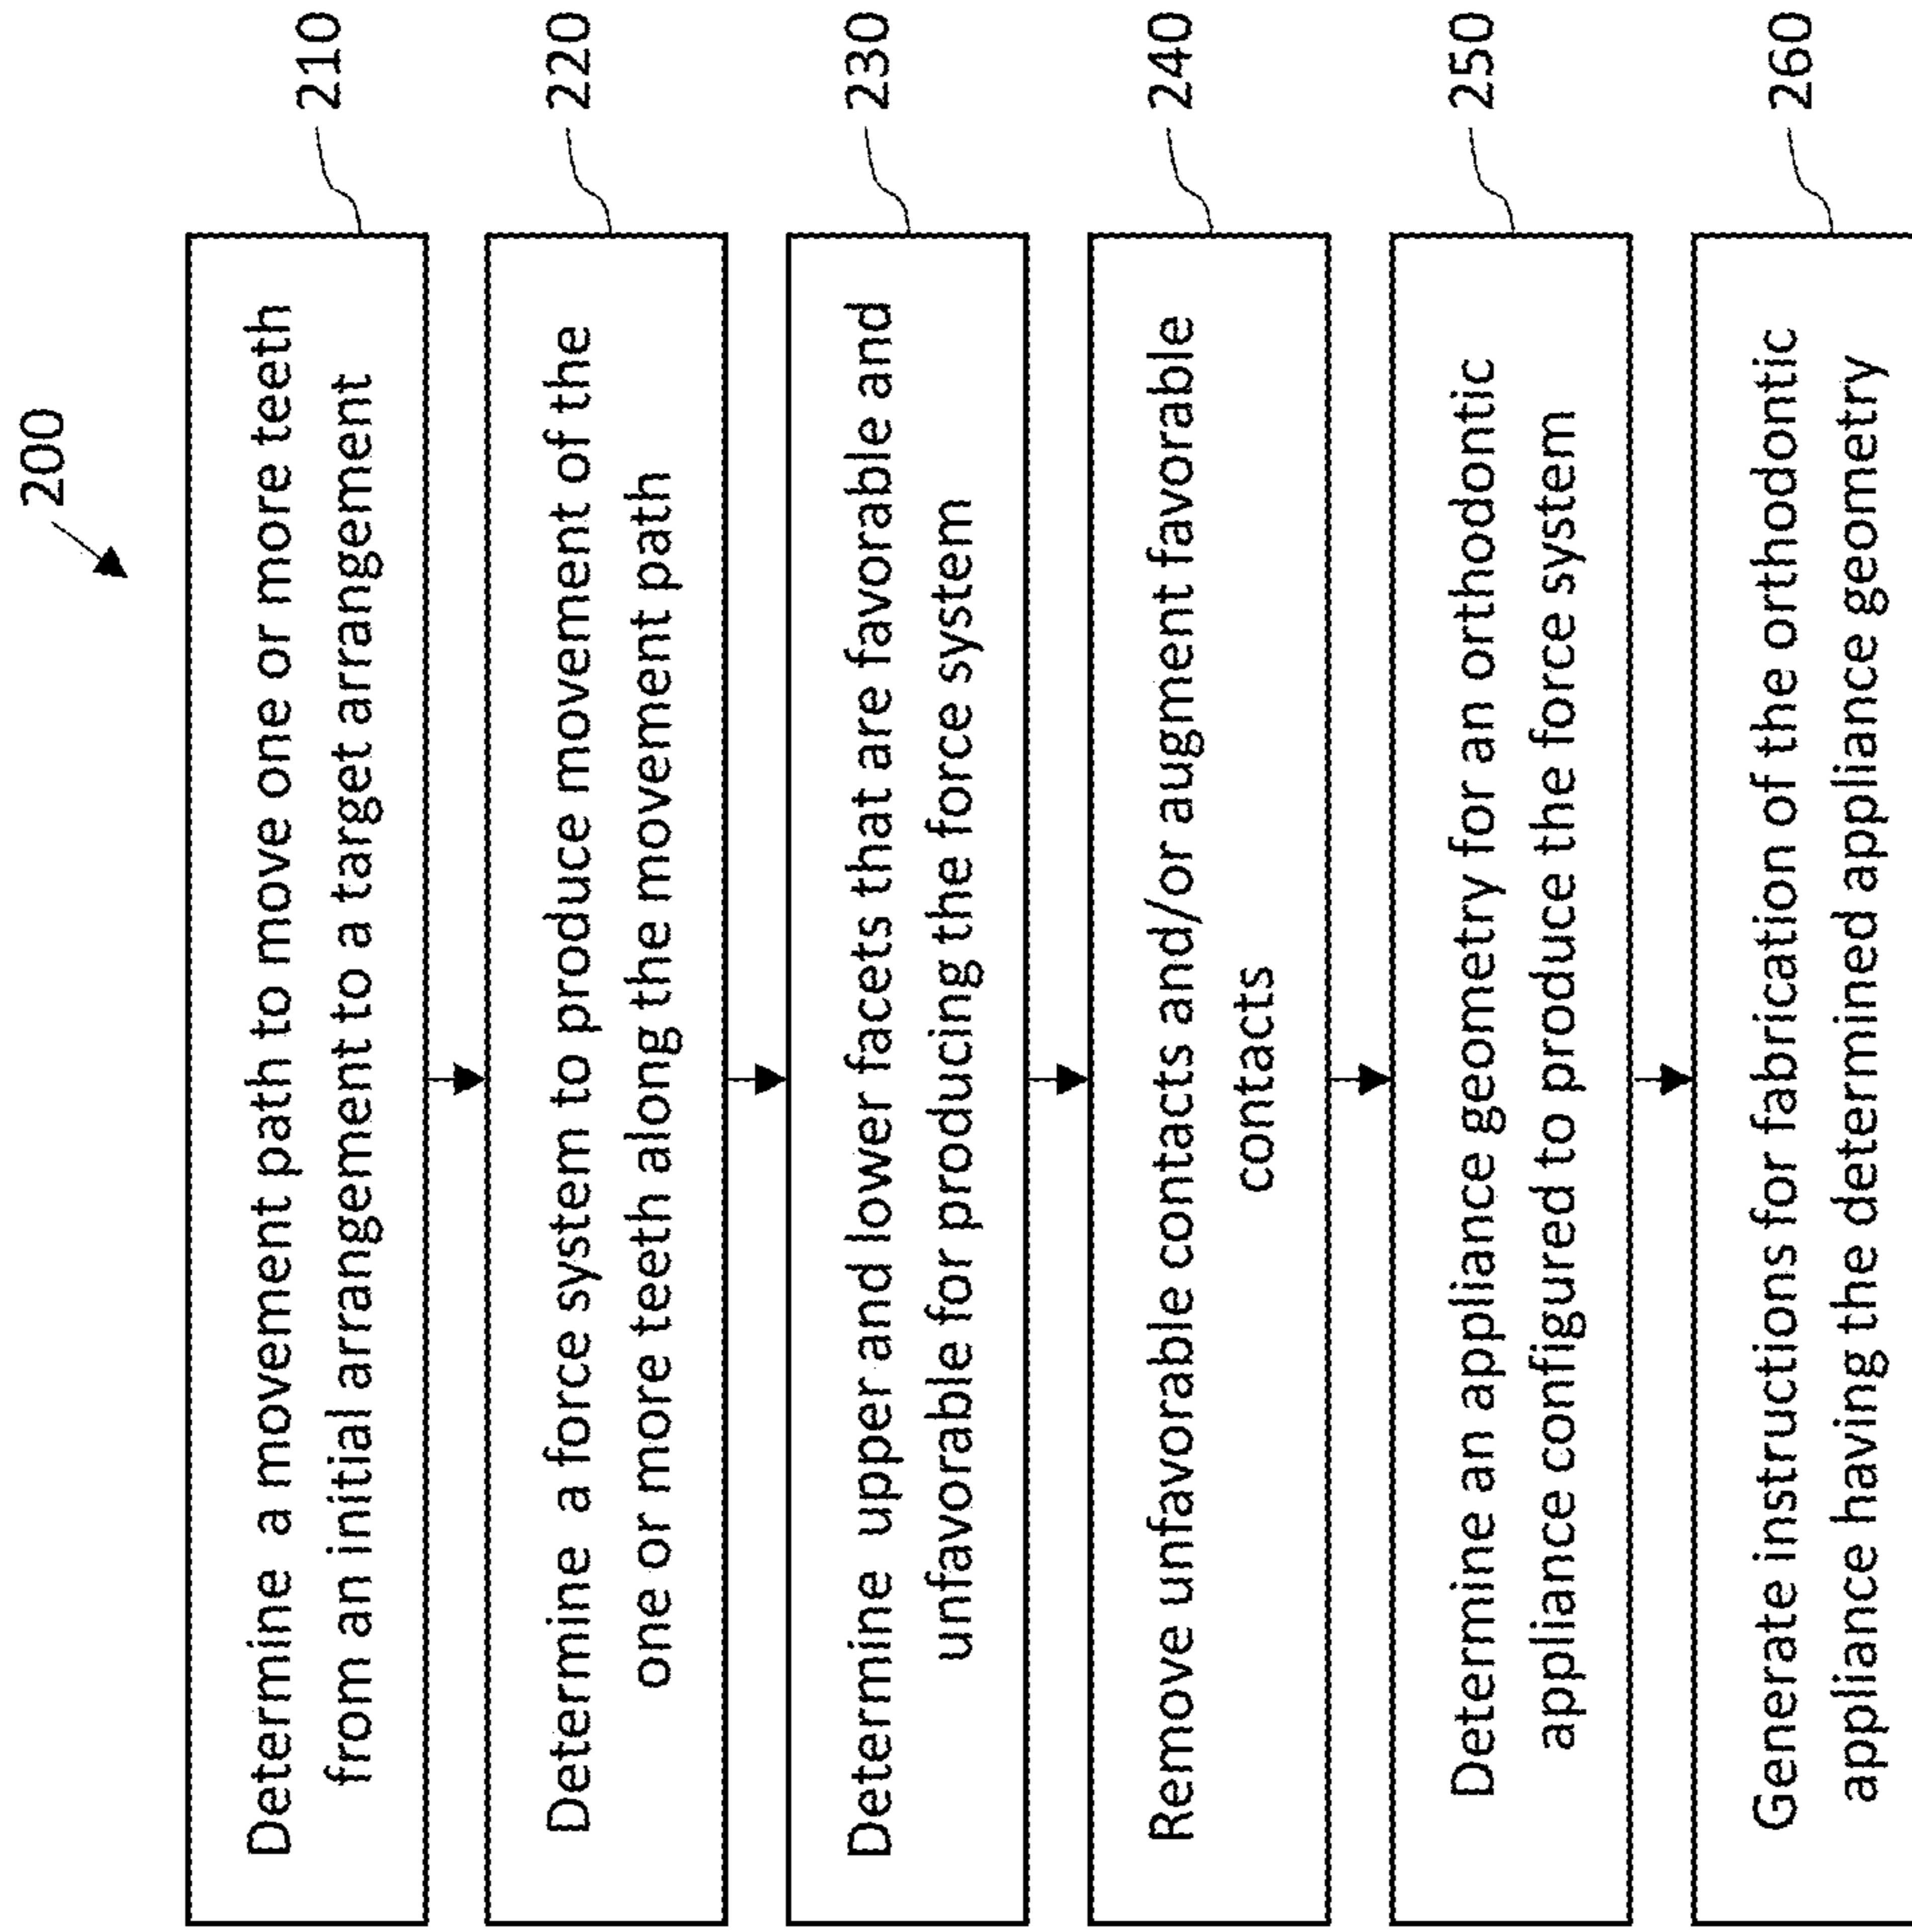 200
Determine a movement path to move one or more teeth
from an initial arrangement to a target arrangement
210
Determine a force system to produce movement of the
one or more teeth along the movement path
220
Determine upper and lower facets that are favorable and
unfavorable for producing the force system
230
Remove unfavorable contacts and/or augment favorable
contacts
240
Determine an appliance geometry for an orthodontic
appliance configured to produce the force system
250
Generate instructions for fabrication of the orthodontic
appliance having the determined appliance geometry
260